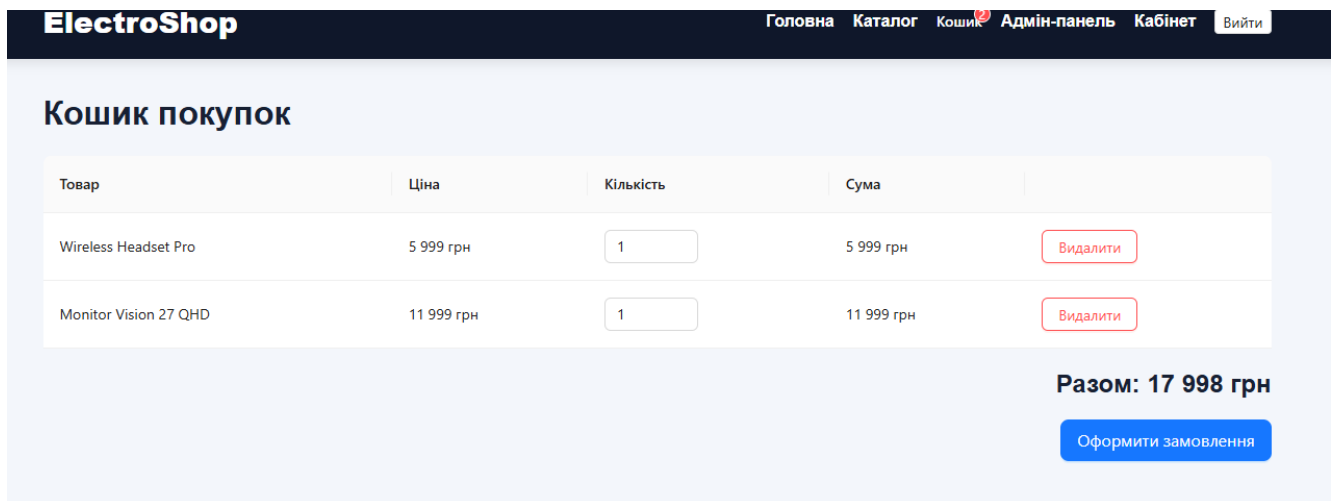 ElectroShop
Головна Каталог Кошик 2 Адмін-панель Кабінет Вийти
Кошик покупок
Товар Ціна Кількість Сума
Wireless Headset Pro 5 999 грн 1 5 999 грн Видалити
Monitor Vision 27 QHD 11 999 грн 1 11 999 грн Видалити
Разом: 17 998 грн
Оформити замовлення